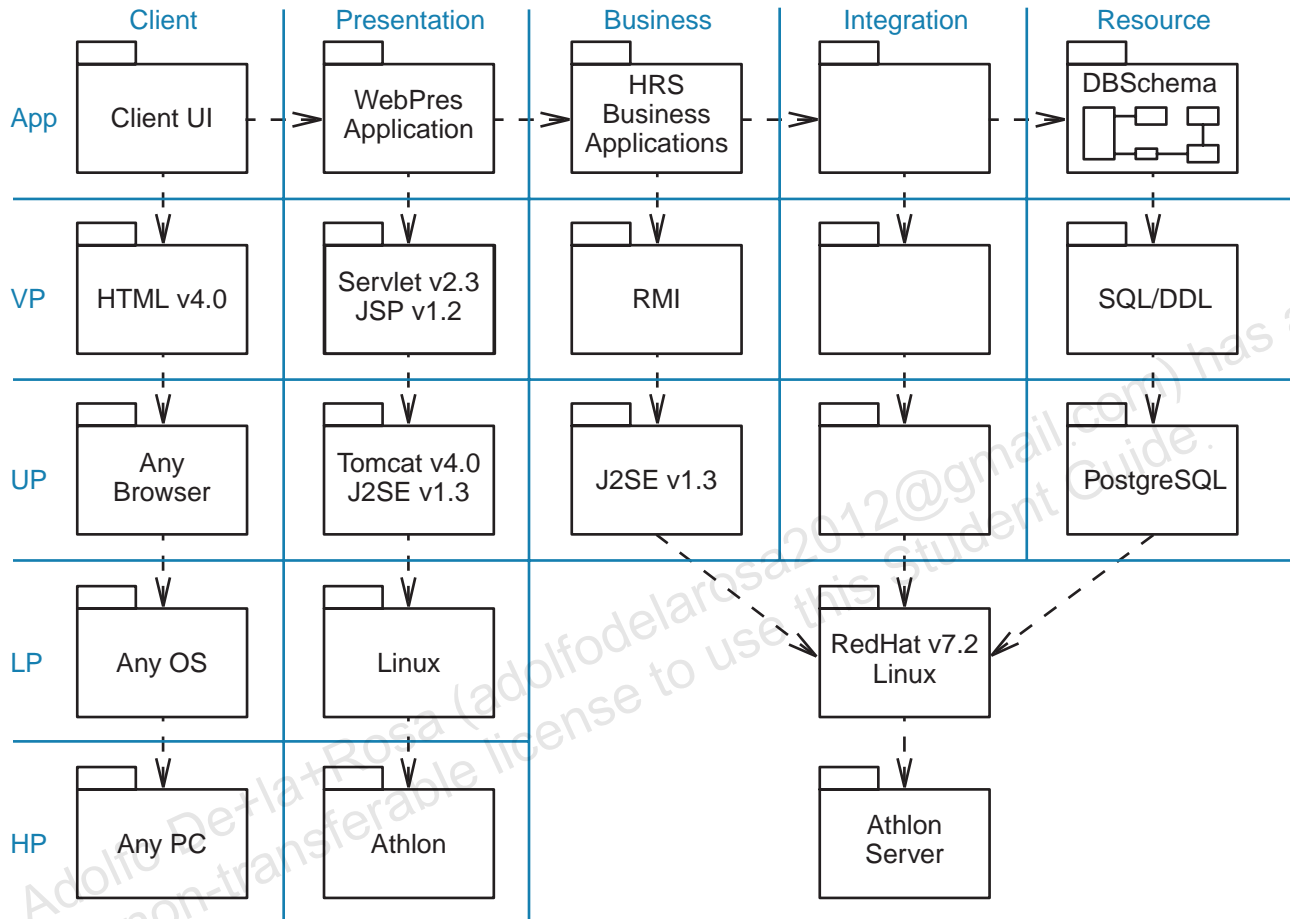 Client Presentation Business Integration Resource
App
Client UI
WebPres
Application
HRS
Business
Applications
DBSchema
VP
HTML v4.0
Servlet v2.3
JSP v1.2
RMI
SQL/DDL
UP
Any
Browser
Tomcat v4.0
J2SE v1.3
J2SE v1.3
PostgreSQL
LP
Any OS
Linux
RedHat v7.2
Linux
HP
Any PC
Athlon
Athlon
Server
Adolfo De+la+Rosa (adolfodelarosa2012@gmail.com) has a
non-transferable license to use this Student Guide.